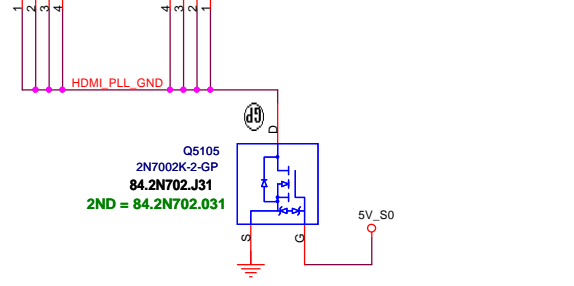 1 2 3 4 4 3 2 1
HDMI_PLL_GND
GP
D
Q5105
2N7002K-2-GP
84.2N702.J31
2ND = 84.2N702.031
5V_S0
S G